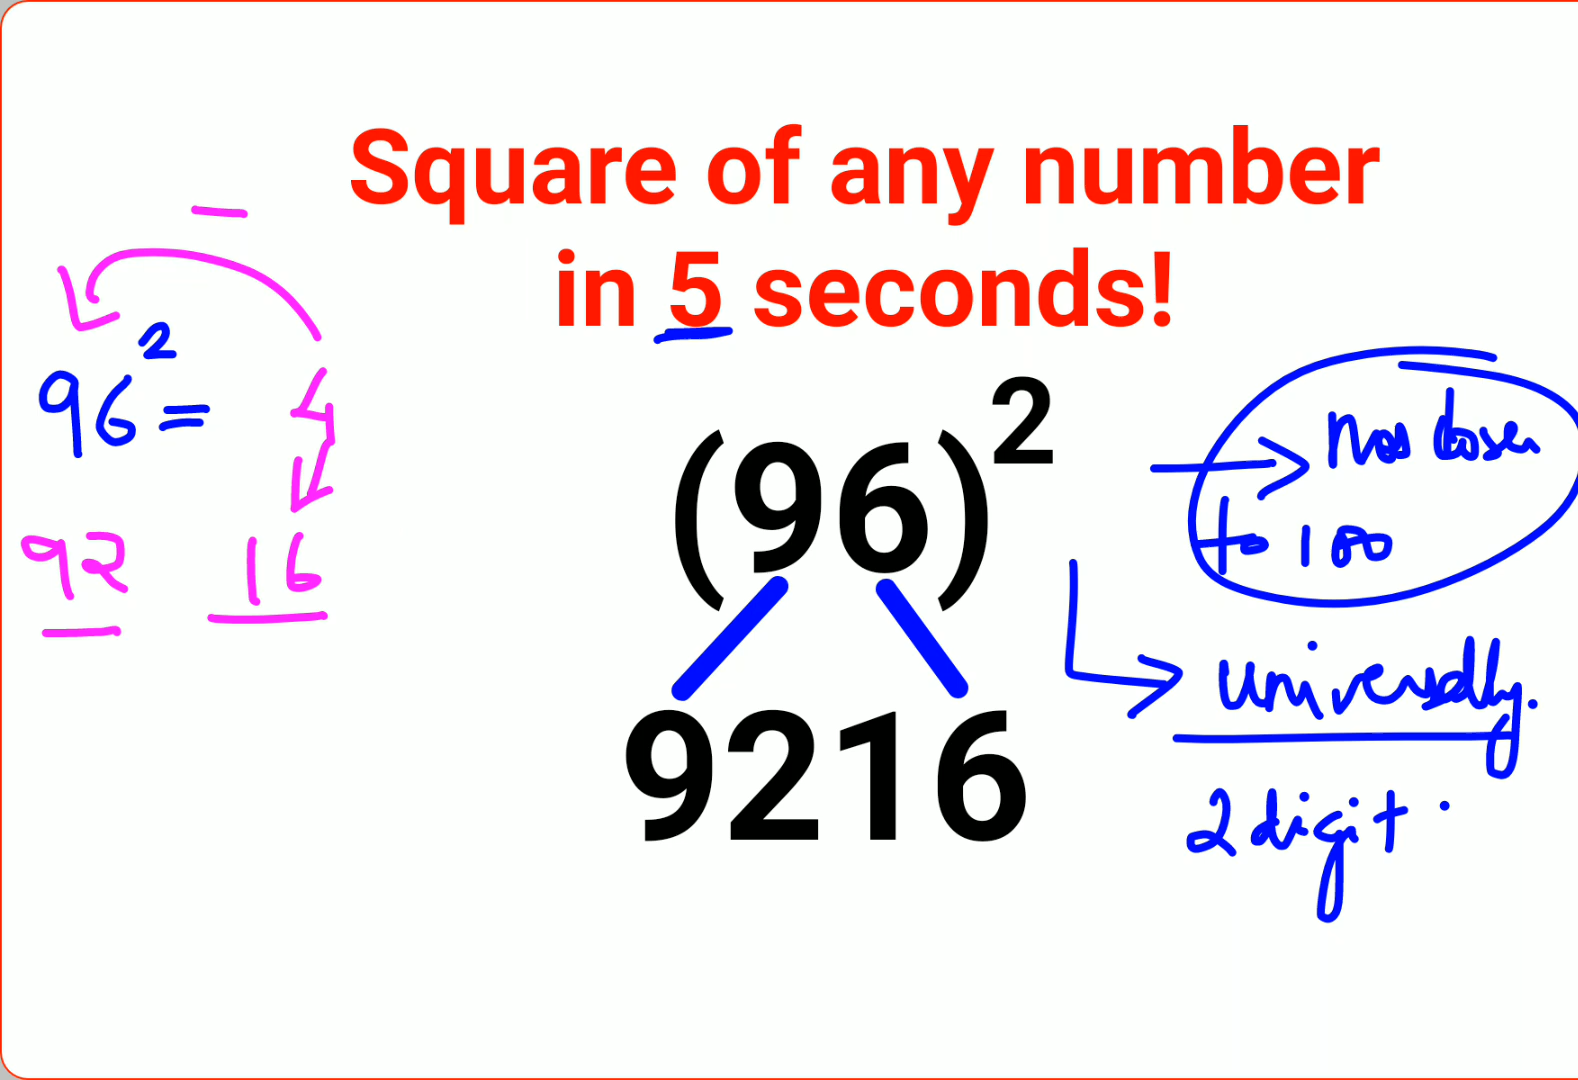 Square of any number
in 5 seconds!
96² = 4
92 16
(96)²
9216
nos closer
to 100
universally.
2 digit.